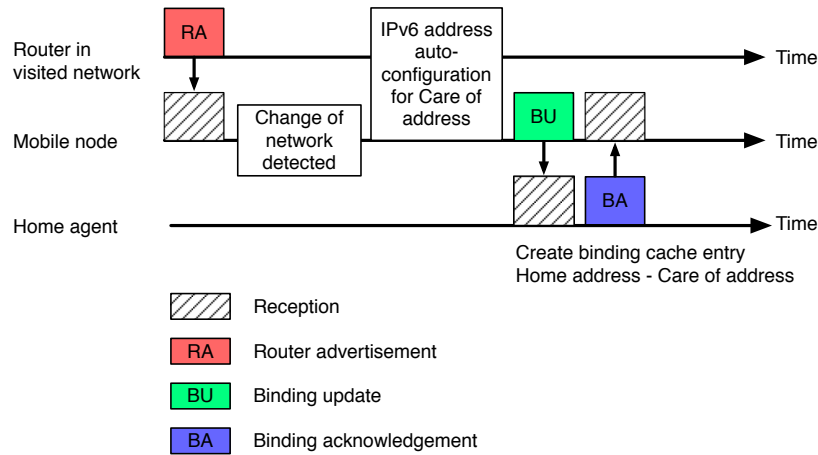 RA
Router in
visited network
IPv6 address
auto-
configuration
for Care of
address
Time
Mobile node
Change of
network
detected
BU
Time
Home agent
BA
Time
Create binding cache entry
Home address - Care of address
Reception
RA
Router advertisement
BU
Binding update
BA
Binding acknowledgement